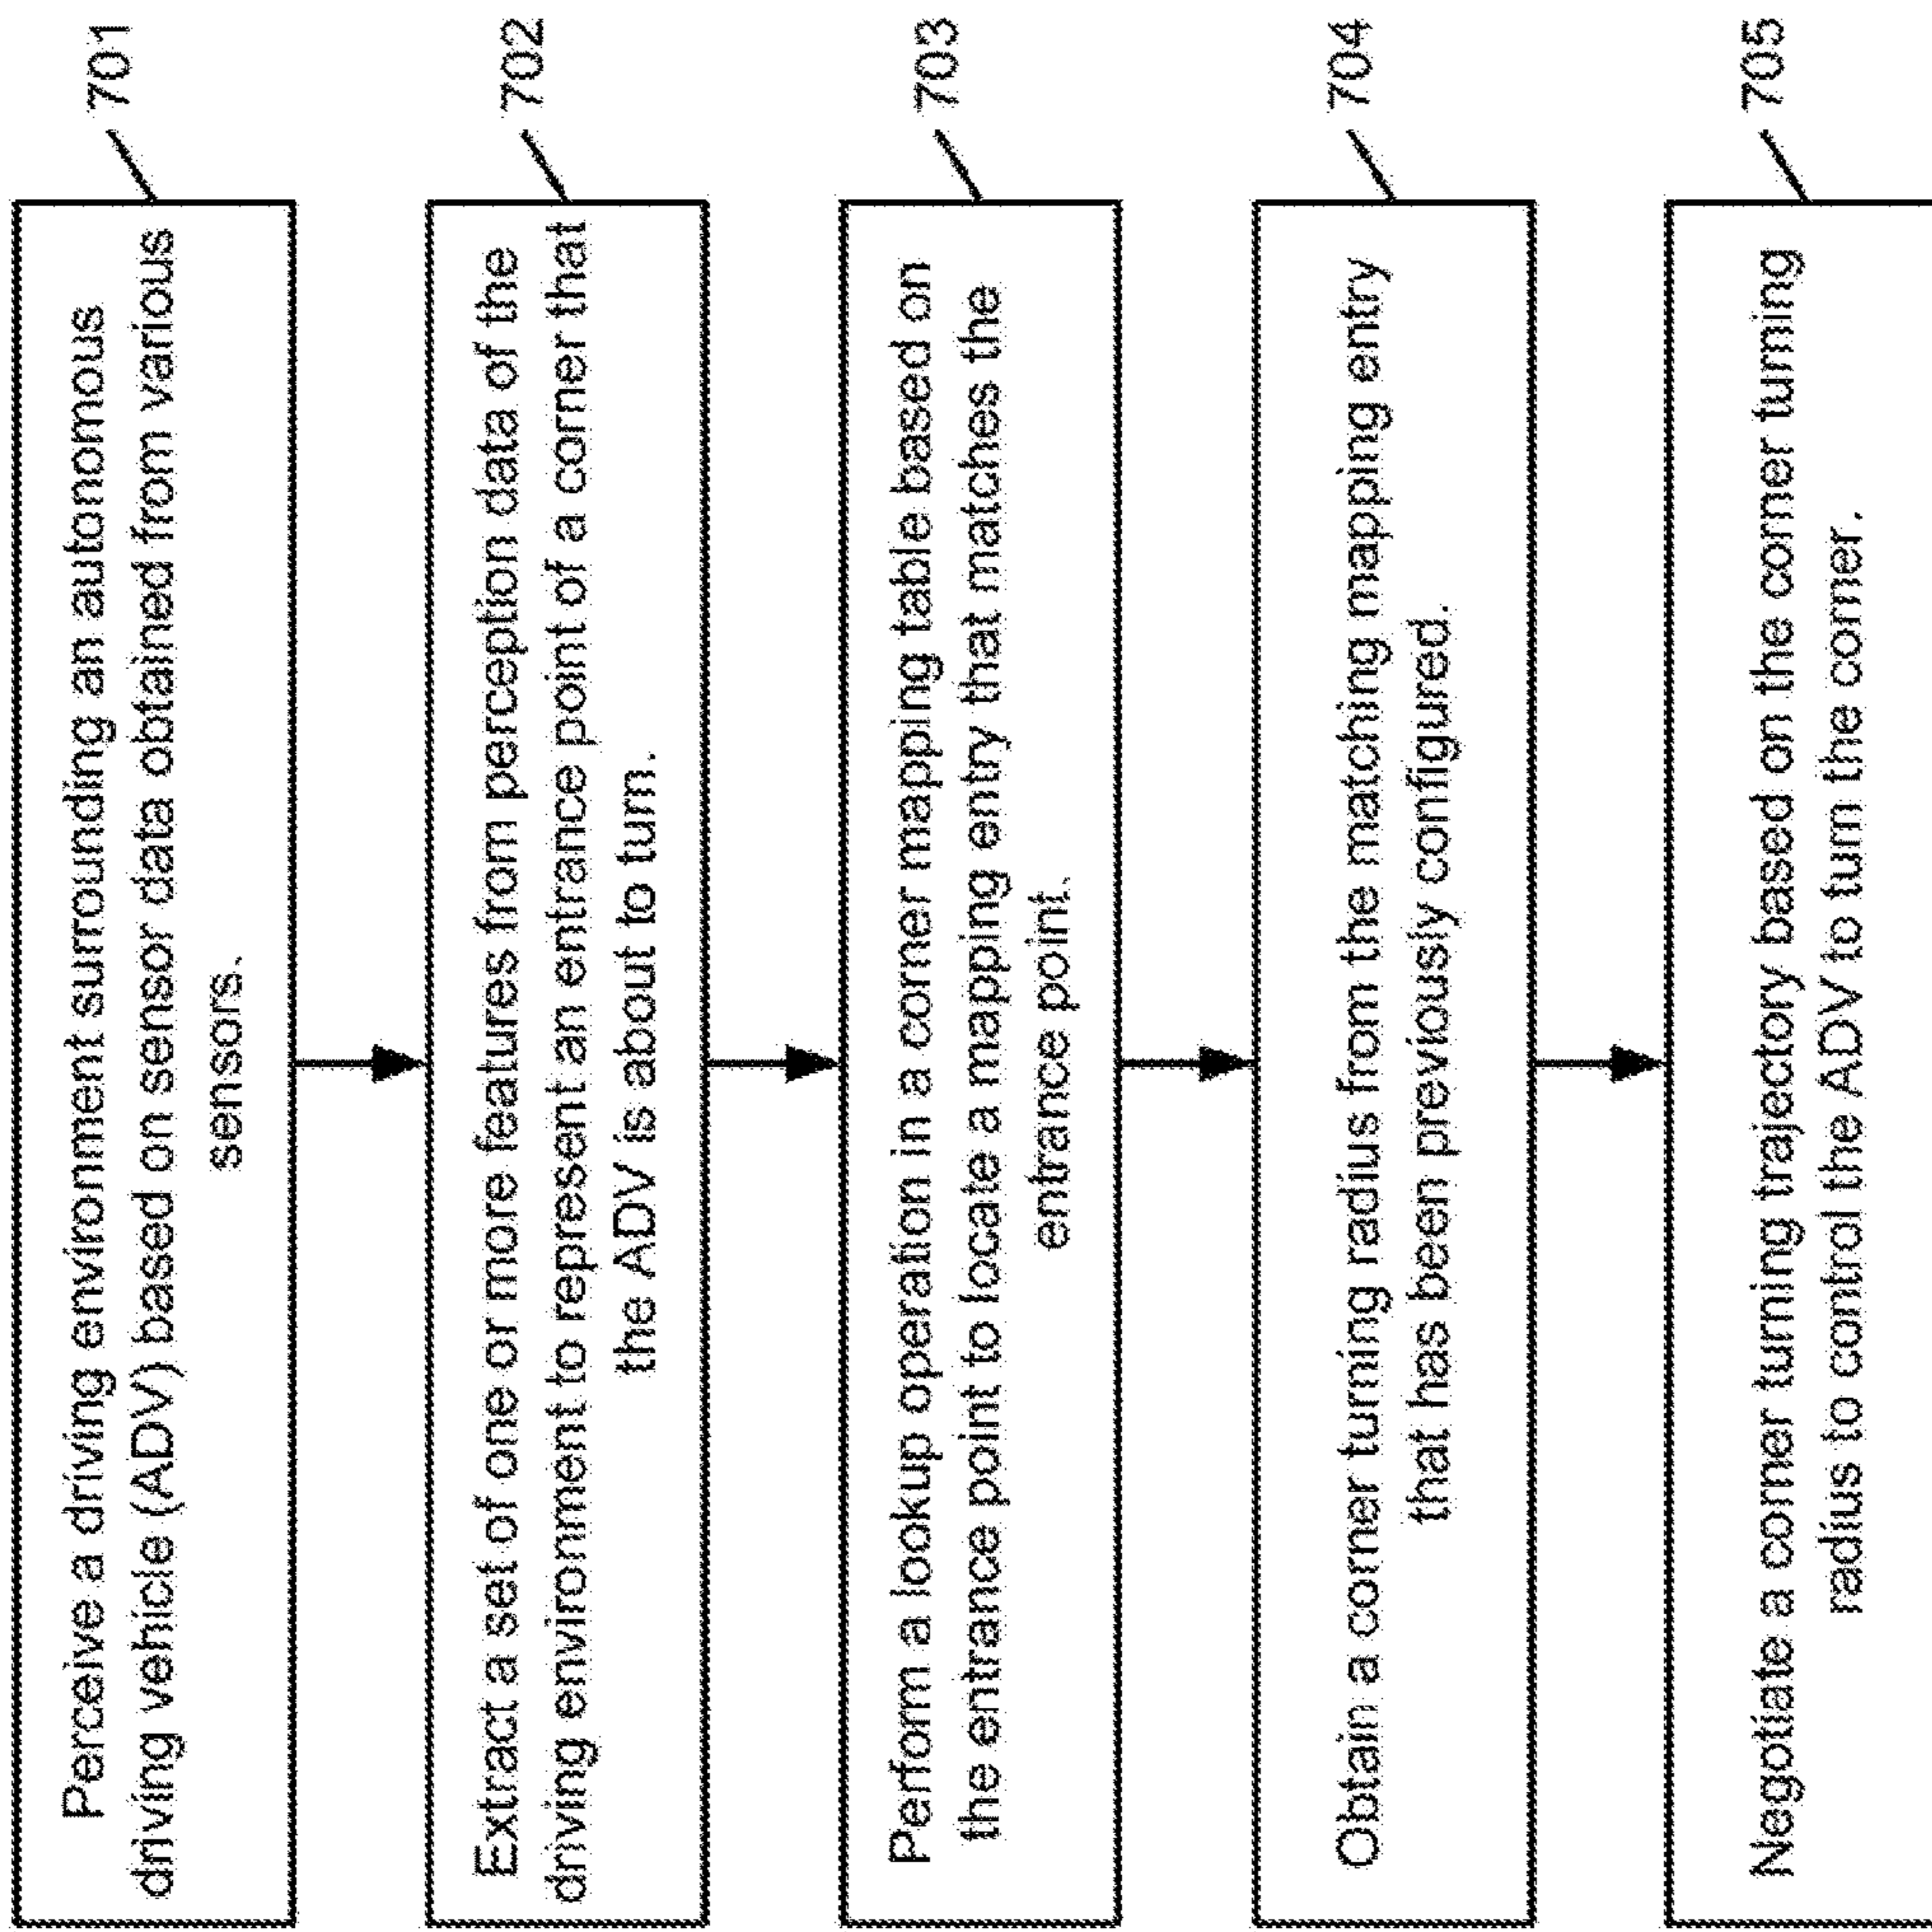 701
Perceive a driving environment surrounding an autonomous
driving vehicle (ADV) based on sensor data obtained from various
sensors.
702
Extract a set of one or more features from perception data of the
driving environment to represent an entrance point of a corner that
the ADV is about to turn.
703
Perform a lookup operation in a corner mapping table based on
the entrance point to locate a mapping entry that matches the
entrance point.
704
Obtain a corner turning radius from the matching mapping entry
that has been previously configured.
705
Negotiate a corner turning trajectory based on the corner turning
radius to control the ADV to turn the corner.